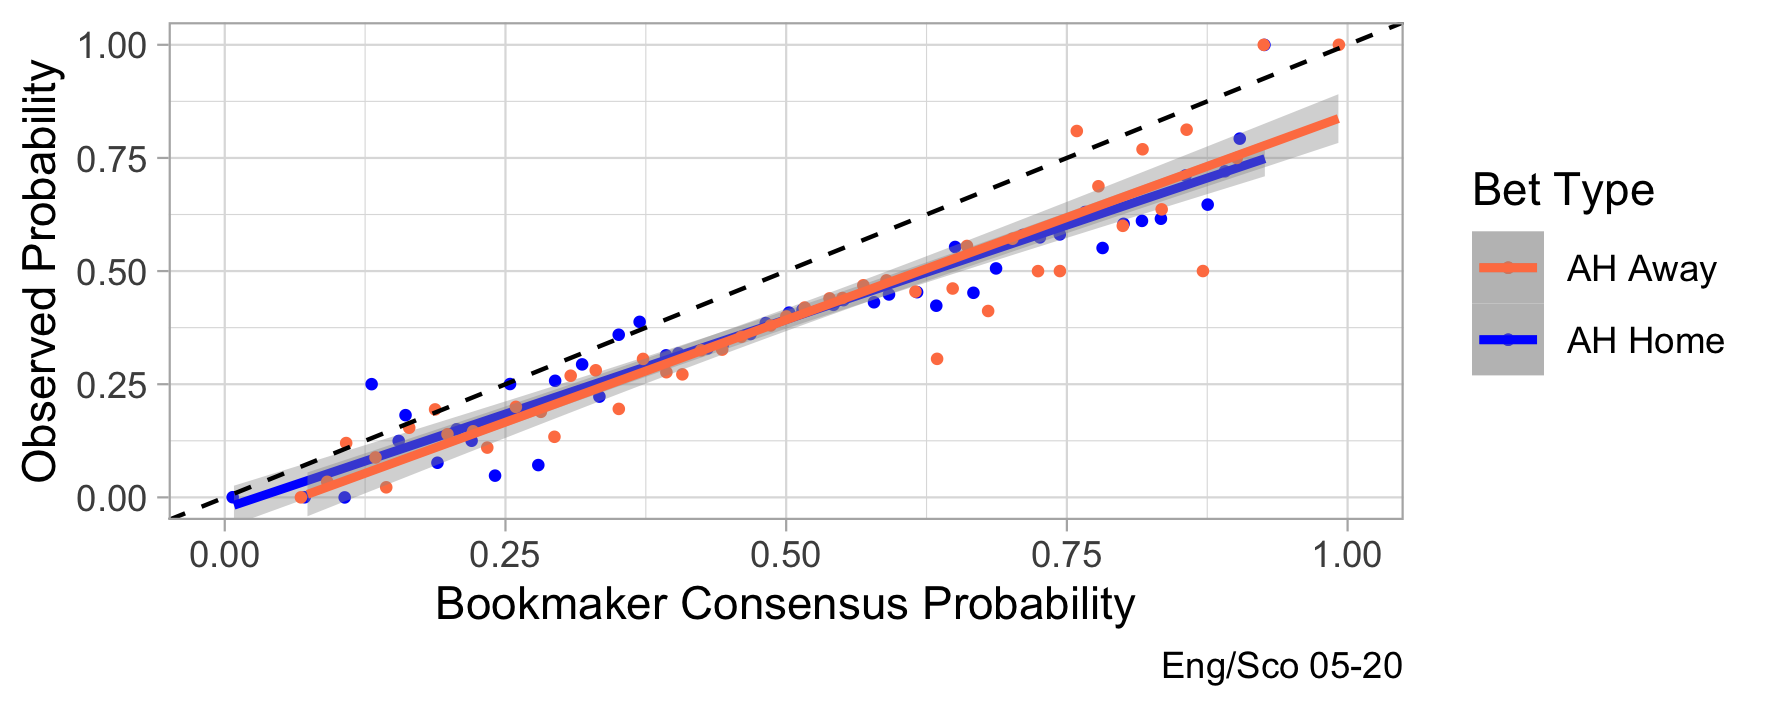 Observed Probability
1.00
0.75
0.50
0.25
0.00
0.00 0.25 0.50 0.75 1.00
Bookmaker Consensus Probability
Eng/Sco 05-20
Bet Type
AH Away
AH Home